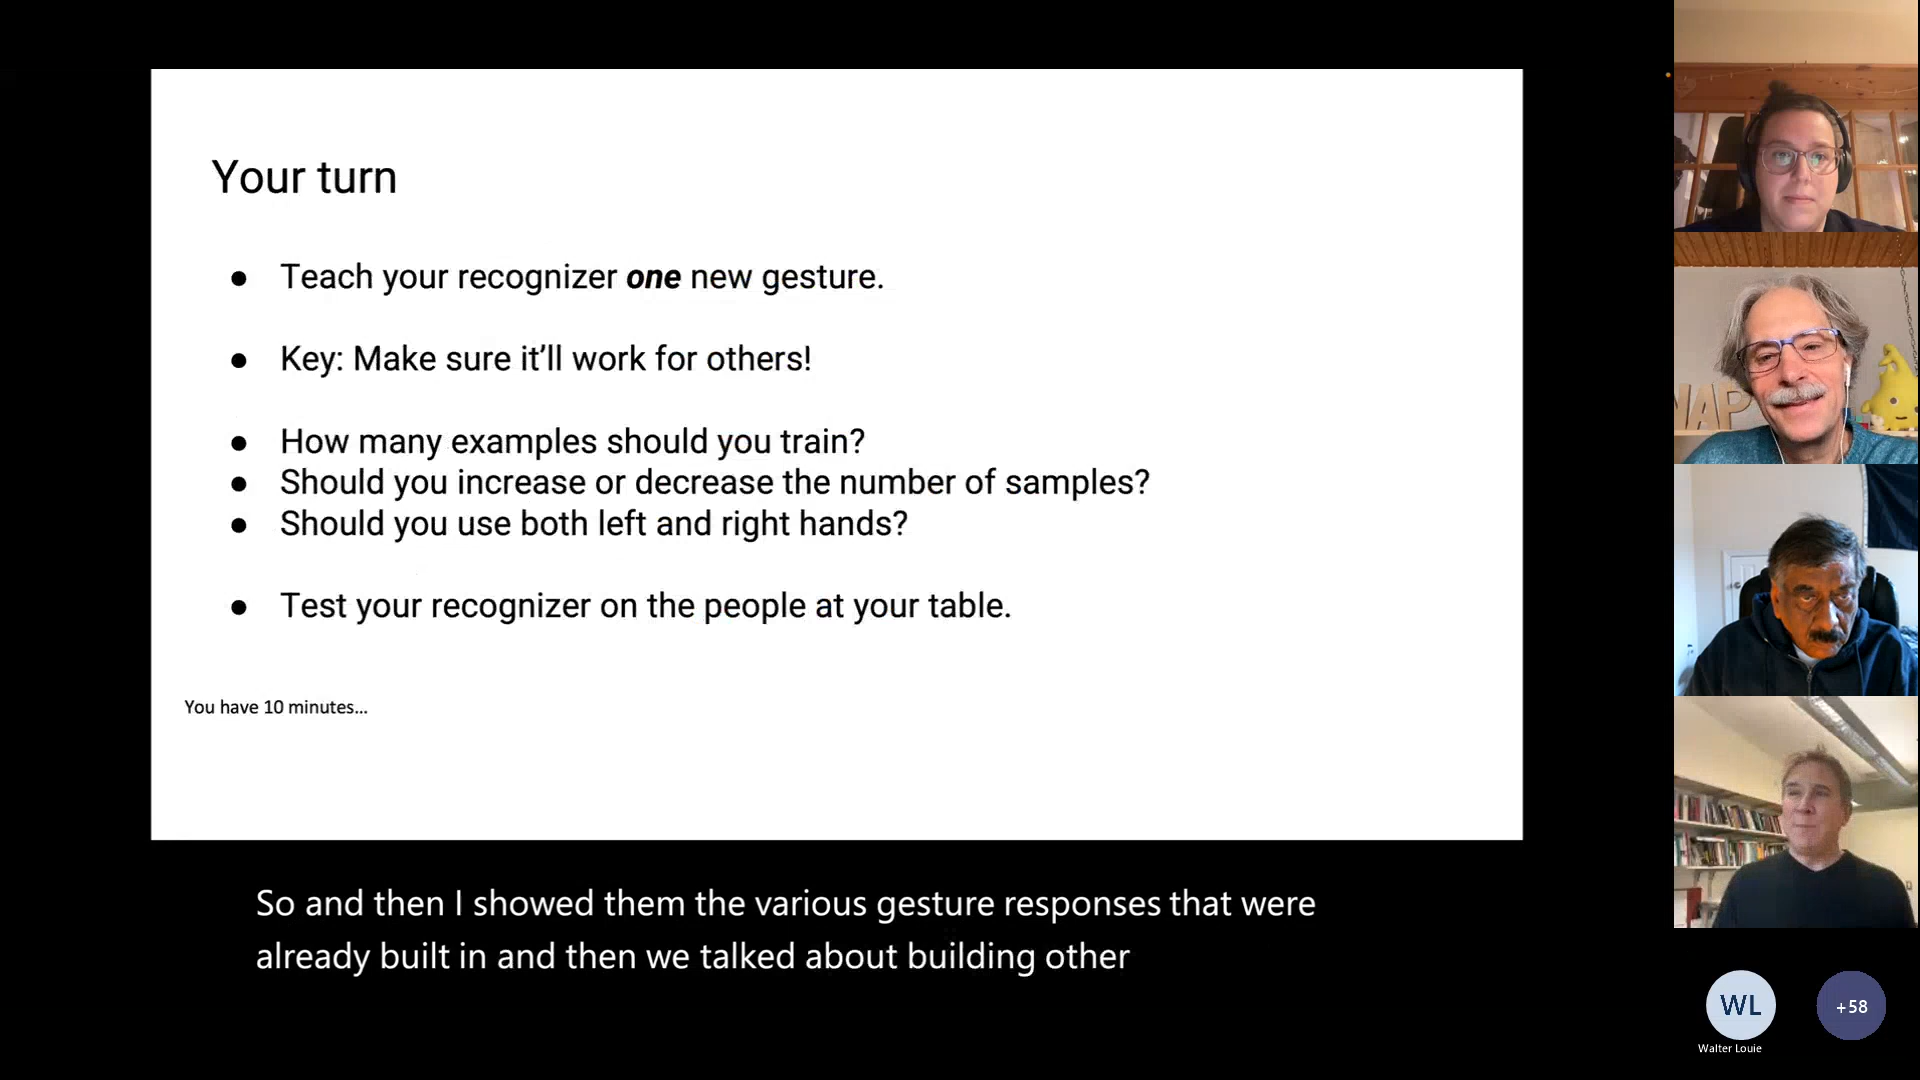 Your turn
● Teach your recognizer one new gesture.
● Key: Make sure it’ll work for others!
● How many examples should you train?
● Should you increase or decrease the number of samples?
● Should you use both left and right hands?
● Test your recognizer on the people at your table.
You have 10 minutes...
So and then I showed them the various gesture responses that were
already built in and then we talked about building other
NAP
WL
+58
Walter Louie